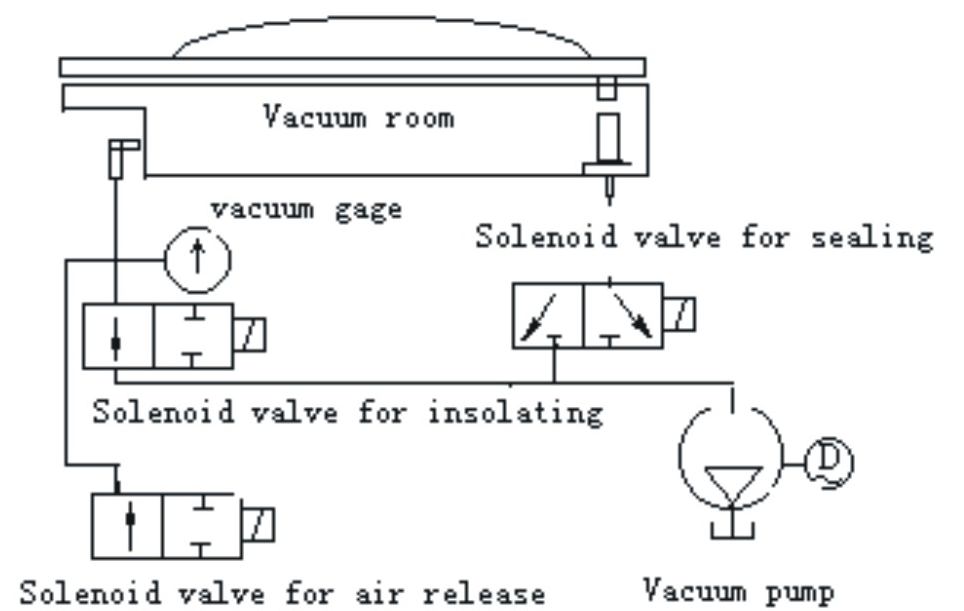 Vacuum room
vacuum gage
Solenoid valve for sealing
Solenoid valve for insolating
D
Solenoid valve for air release
Vacuum pump